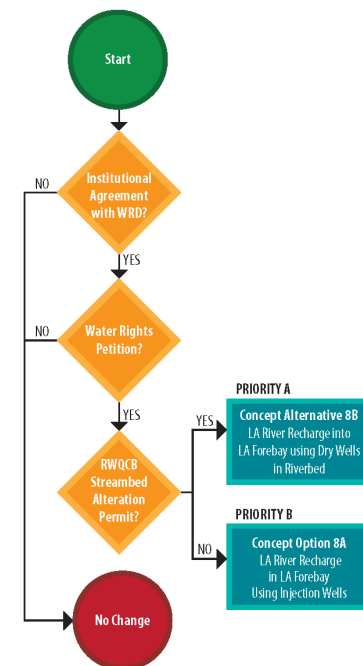 Start
NO
Institutional
Agreement
with WRD?
YES
NO
Water Rights
Petition?
YES
RWQCB
Streambed
Alteration
Permit?
YES
PRIORITY A
Concept Alternative 8B
LA River Recharge into
LA Forebay using Dry Wells
in Riverbed
NO
PRIORITY B
Concept Option 8A
LA River Recharge
in LA Forebay
Using Injection Wells
No Change